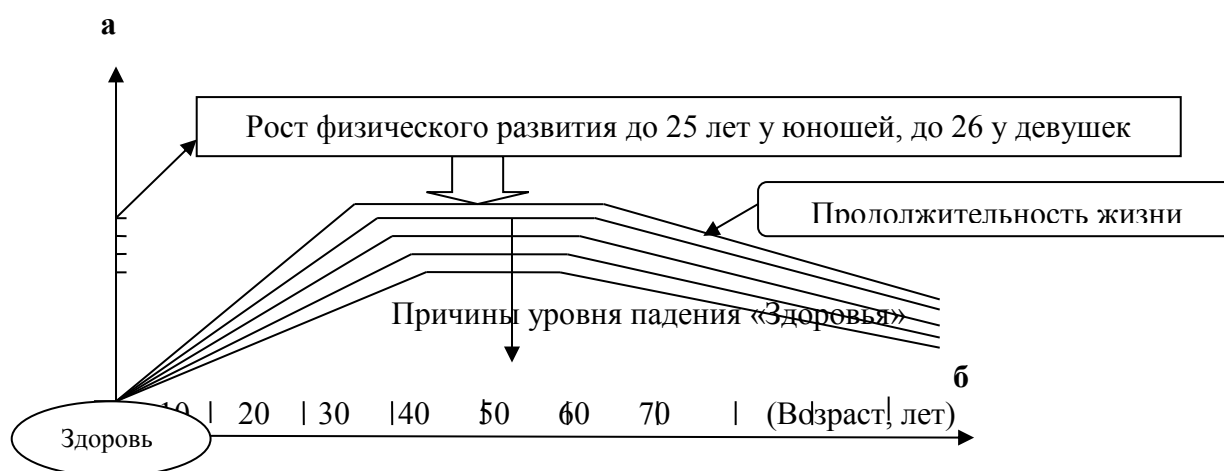 а
Рост физического развития до 25 лет у юношей, до 26 у девушек
Продолжительность жизни
Причины уровня падения «Здоровья»
б
10 20 30 40 50 60 70 (Возраст, лет)
Здоровь